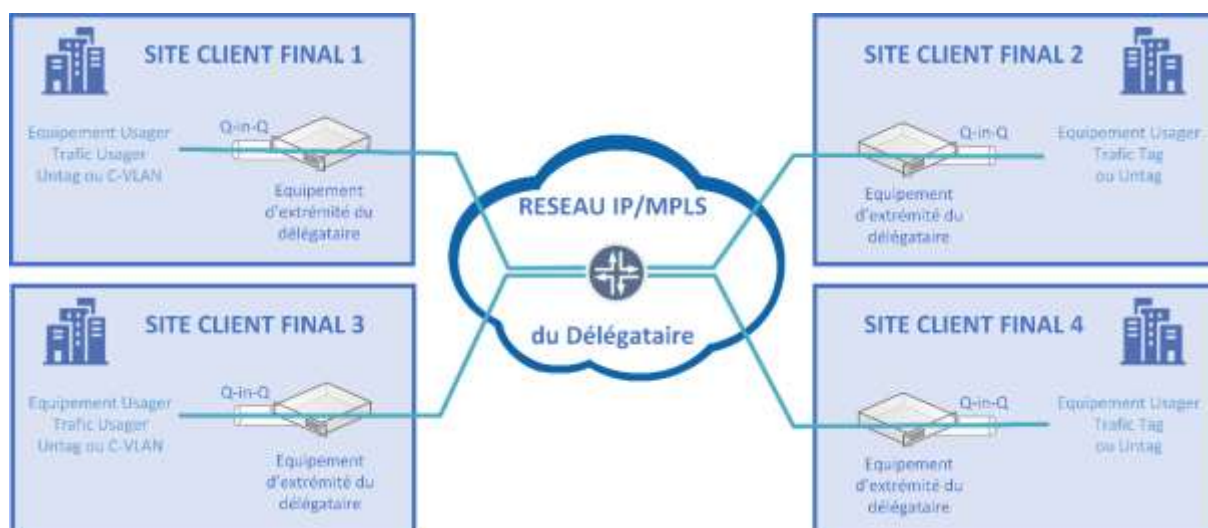 SITE CLIENT FINAL 1
Q-in-Q
Equipement Usager
Trafic Usager
Untag ou C-VLAN
Equipement
d'extrémité du
délégataire
SITE CLIENT FINAL 2
Q-in-Q
Equipement Usager
Trafic Tag
ou Untag
Equipement
d'extrémité du
délégataire
RESEAU IP/MPLS
du Délégataire
SITE CLIENT FINAL 3
Q-in-Q
Equipement Usager
Trafic Usager
Untag ou C-VLAN
Equipement
d'extrémité du
délégataire
SITE CLIENT FINAL 4
Q-in-Q
Equipement Usager
Trafic Tag
ou Untag
Equipement
d'extrémité du
délégataire